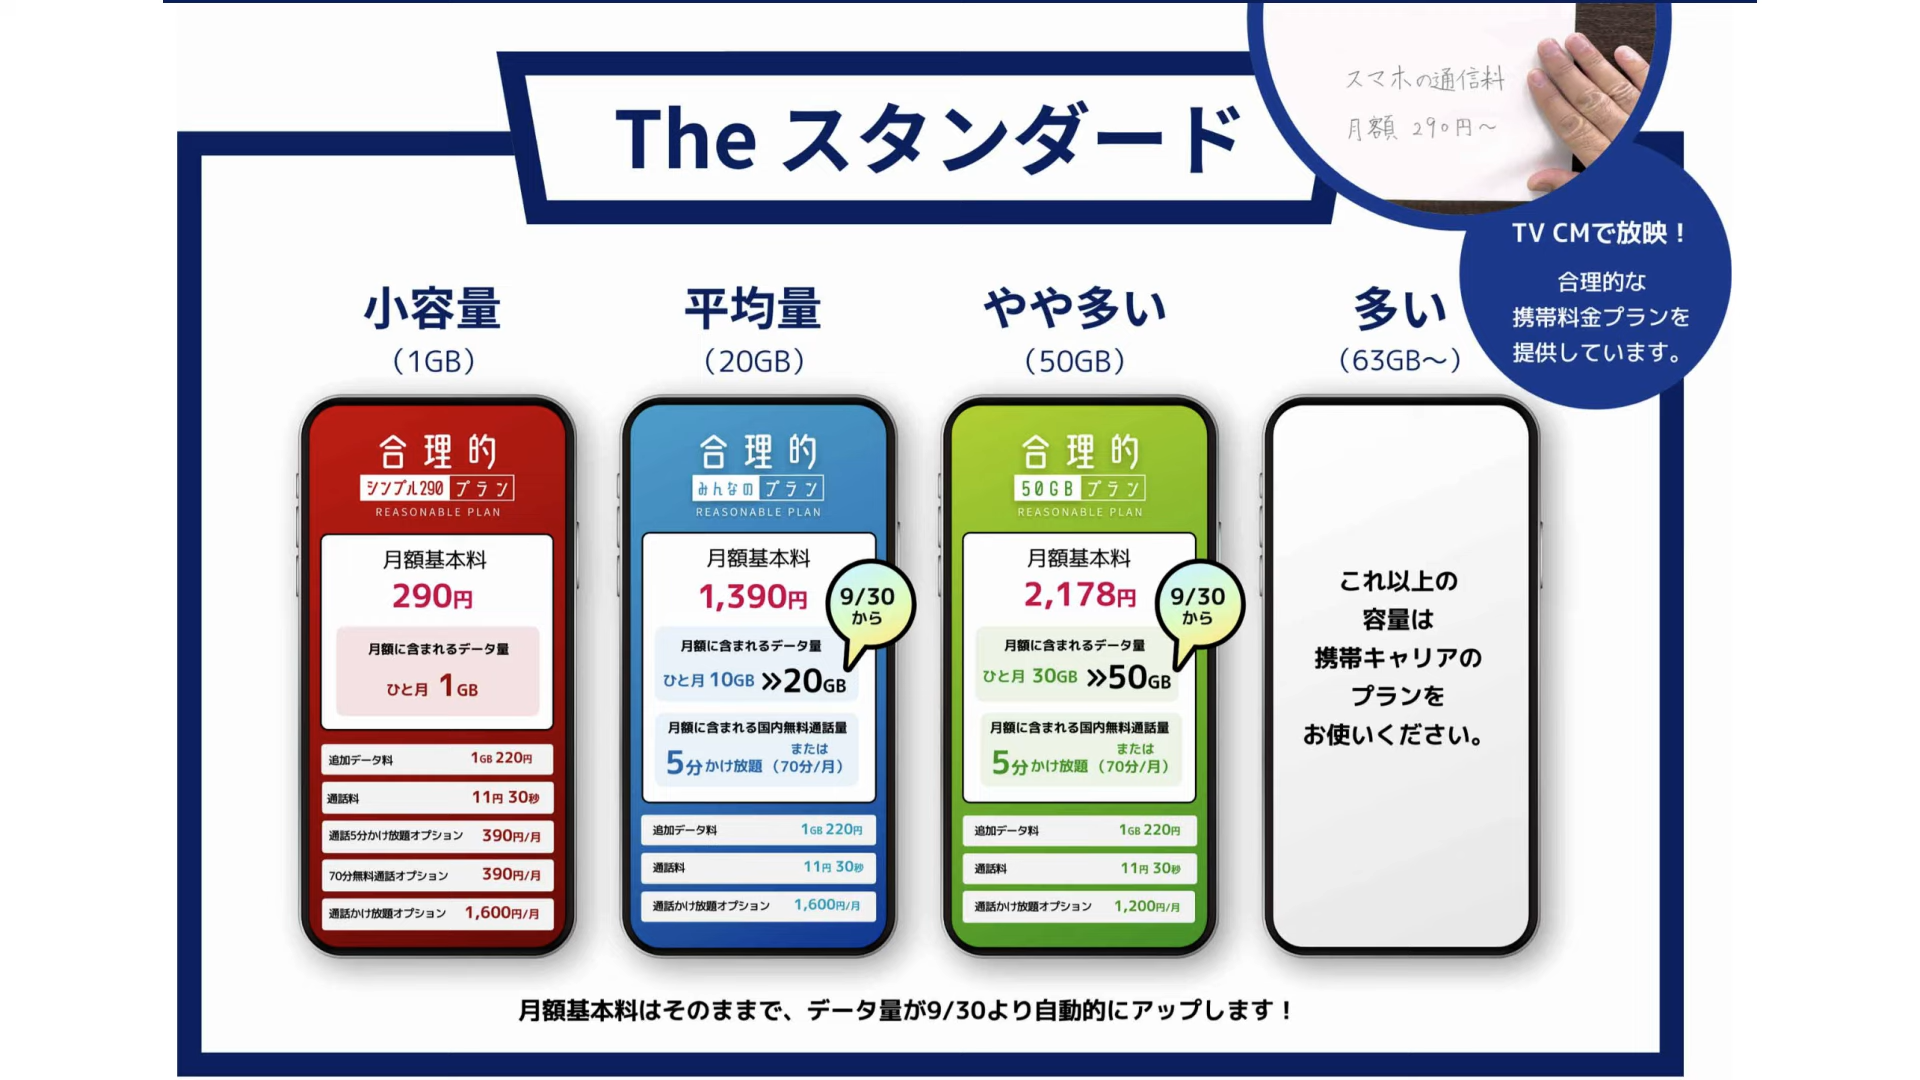 The スタンダード
スマホの通信料
月額 290円～
TV CMで放映！
合理的な
携帯料金プランを
提供しています。
小容量
（1GB）
合理的
シンプル290 プラン
REASONABLE PLAN
月額基本料
290円
月額に含まれるデータ量
ひと月 1GB
追加データ料 1GB 220円
通話料 11円 30秒
通話5分かけ放題オプション 390円/月
70分無料通話オプション 390円/月
通話かけ放題オプション 1,600円/月
平均量
（20GB）
合理的
みんなの プラン
REASONABLE PLAN
月額基本料
1,390円
9/30
から
月額に含まれるデータ量
ひと月 10GB ≫20GB
月額に含まれる国内無料通話量
5分かけ放題 または（70分/月）
追加データ料 1GB 220円
通話料 11円 30秒
通話かけ放題オプション 1,600円/月
やや多い
（50GB）
合理的
50GB プラン
REASONABLE PLAN
月額基本料
2,178円
9/30
から
月額に含まれるデータ量
ひと月 30GB ≫50GB
月額に含まれる国内無料通話量
5分かけ放題 または（70分/月）
追加データ料 1GB 220円
通話料 11円 30秒
通話かけ放題オプション 1,200円/月
多い
（63GB～）
これ以上の
容量は
携帯キャリアの
プランを
お使いください。
月額基本料はそのままで、データ量が9/30より自動的にアップします！